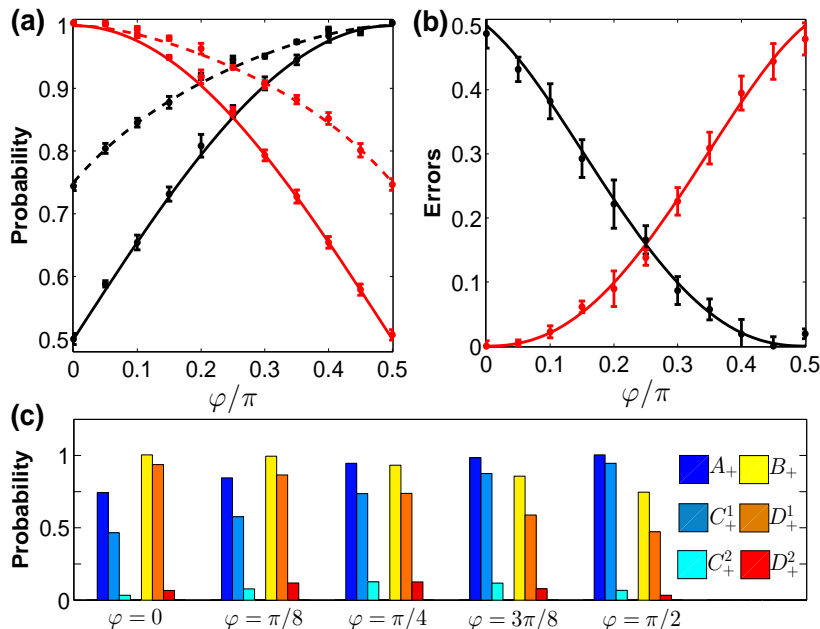 (a)
1
0.9
0.8
0.7
0.6
0.5
Probability
0 0.1 0.2 0.3 0.4 0.5
φ/π
(b)
0.5
0.4
0.3
0.2
0.1
0
Errors
0 0.1 0.2 0.3 0.4 0.5
φ/π
(c)
1
0.5
0
Probability
φ = 0 φ = π/8 φ = π/4 φ = 3π/8 φ = π/2
A₊ B₊
C₊¹ D₊¹
C₊² D₊²